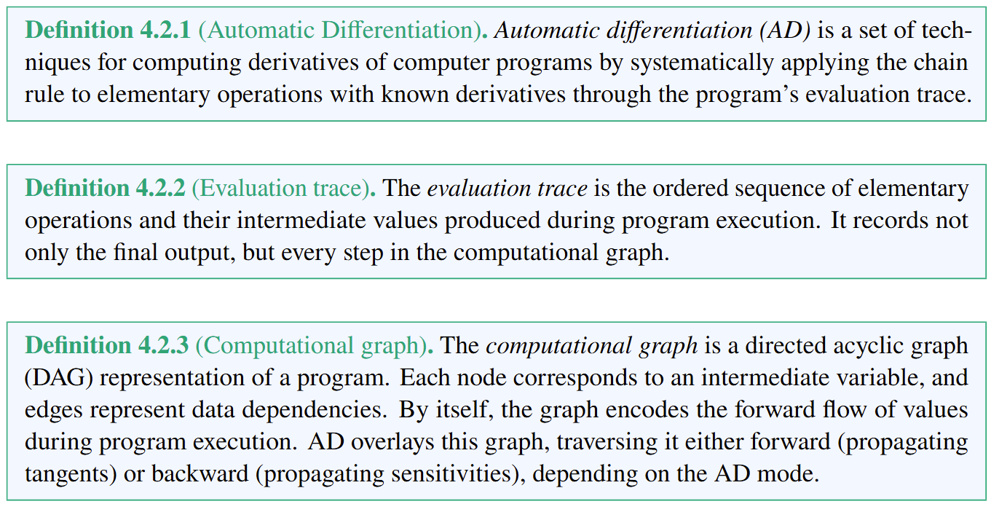 Definition 4.2.1 (Automatic Differentiation). Automatic differentiation (AD) is a set of tech-
niques for computing derivatives of computer programs by systematically applying the chain
rule to elementary operations with known derivatives through the program's evaluation trace.
Definition 4.2.2 (Evaluation trace). The evaluation trace is the ordered sequence of elementary
operations and their intermediate values produced during program execution. It records not
only the final output, but every step in the computational graph.
Definition 4.2.3 (Computational graph). The computational graph is a directed acyclic graph
(DAG) representation of a program. Each node corresponds to an intermediate variable, and
edges represent data dependencies. By itself, the graph encodes the forward flow of values
during program execution. AD overlays this graph, traversing it either forward (propagating
tangents) or backward (propagating sensitivities), depending on the AD mode.